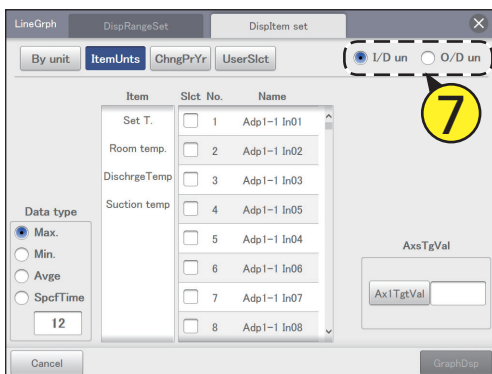 LineGrph
DispRangeSet
DispItem set
By unit
ItemUnts
ChngPrYr
UserSlct
I/D un
O/D un
7
Item
Slct No.
Name
Set T.
Room temp.
DischrgeTemp
Suction temp
1 Adp1-1 In01
2 Adp1-1 In02
3 Adp1-1 In03
4 Adp1-1 In05
5 Adp1-1 In04
6 Adp1-1 In06
7 Adp1-1 In07
8 Adp1-1 In08
Data type
Max.
Min.
Avge
SpcfTime
12
AxsTgVal
Ax1TgtVal
Cancel
GraphDsp